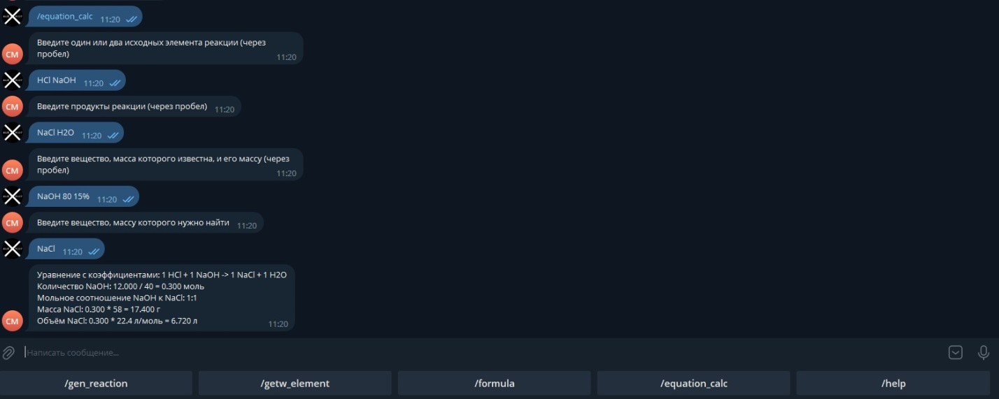 /equation_calc 11:20
Введите один или два исходных элемента реакции (через
пробел) 11:20
СМ
HCl NaOH 11:20
Введите продукты реакции (через пробел) 11:20
СМ
NaCl H2O 11:20
Введите вещество, масса которого известна, и его массу (через
пробел) 11:20
СМ
NaOH 80 15% 11:20
Введите вещество, массу которого нужно найти 11:20
СМ
NaCl 11:20
Уравнение с коэффициентами: 1 HCl + 1 NaOH -> 1 NaCl + 1 H2O
Количество NaOH: 12.000 / 40 = 0.300 моль
Мольное соотношение NaOH к NaCl: 1:1
Масса NaCl: 0.300 * 58 = 17.400 г
Объём NaCl: 0.300 * 22.4 л/моль = 6.720 л 11:20
СМ
Написать сообщение...
/gen_reaction /getw_element /formula /equation_calc /help